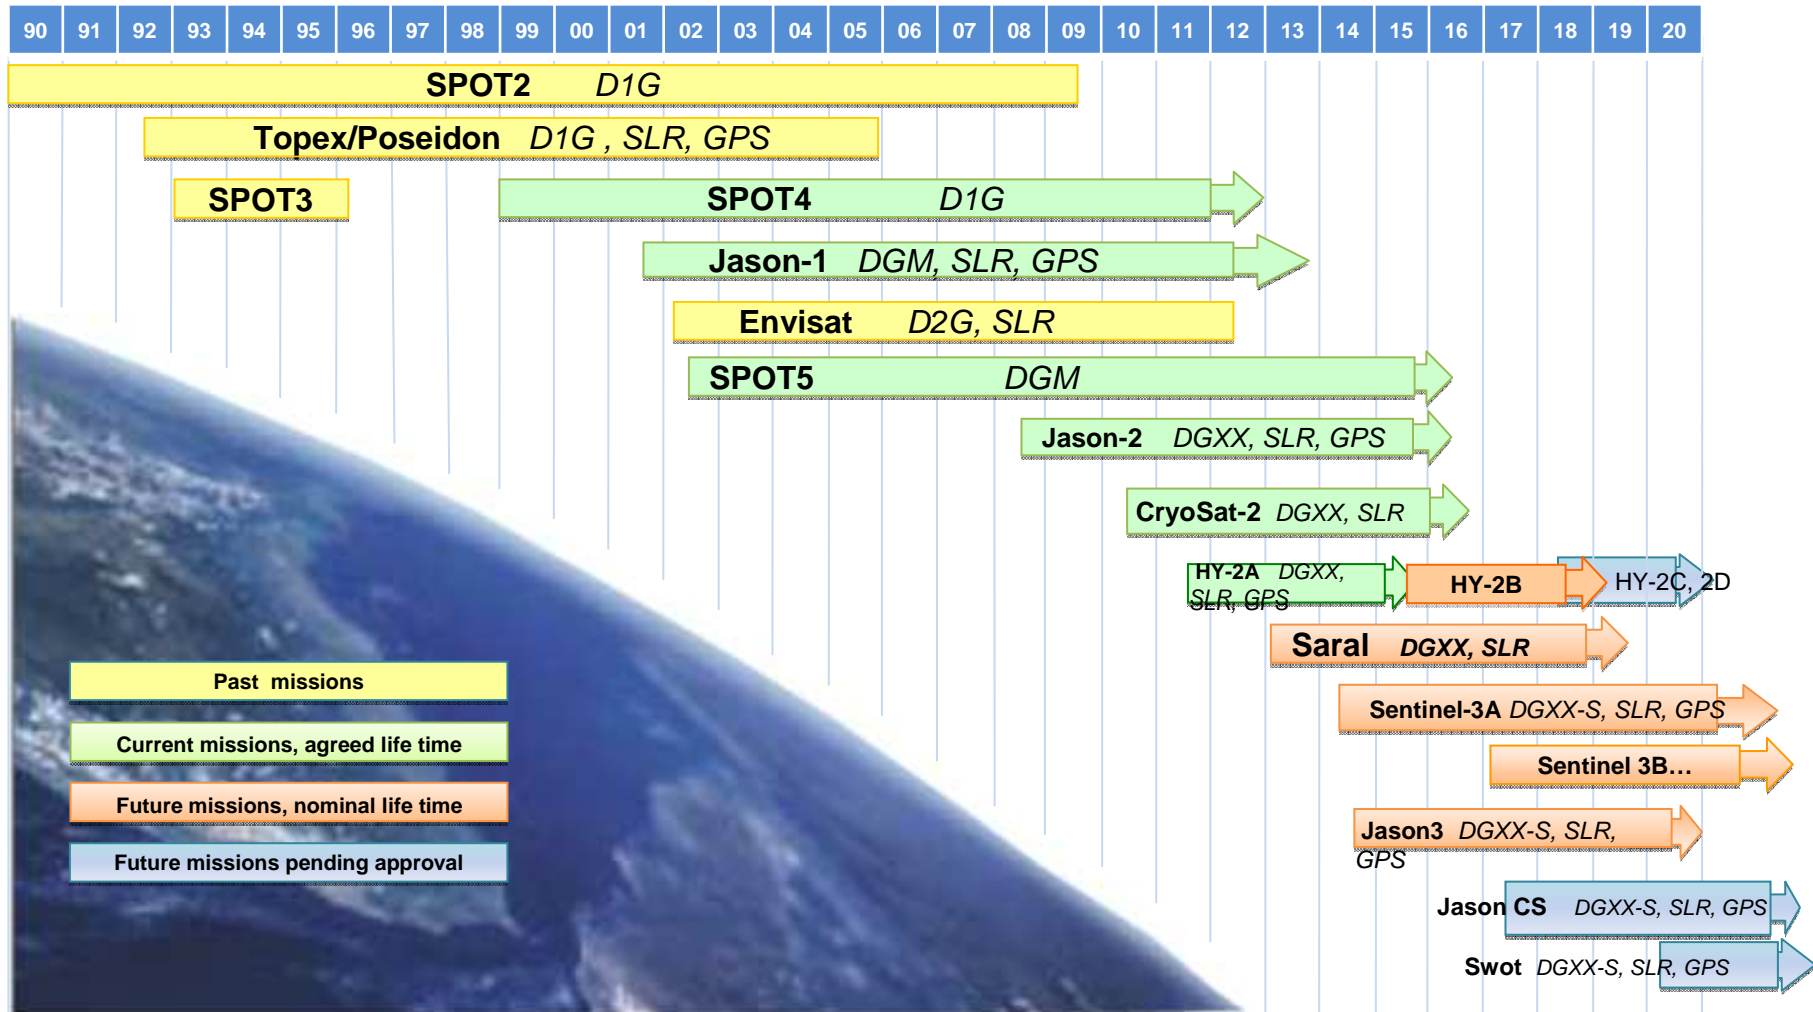 90 91 92 93 94 95 96 97 98 99 00 01 02 03 04 05 06 07 08 09 10 11 12 13 14 15 16 17 18 19 20
SPOT2 D1G
Topex/Poseidon D1G , SLR, GPS
SPOT3
SPOT4 D1G
Jason-1 DGM, SLR, GPS
Envisat D2G, SLR
SPOT5 DGM
Jason-2 DGXX, SLR, GPS
CryoSat-2 DGXX, SLR
HY-2A DGXX,
SLR, GPS
HY-2B
HY-2C, 2D
Saral DGXX, SLR
Sentinel-3A DGXX-S, SLR, GPS
Sentinel 3B...
Jason3 DGXX-S, SLR,
GPS
Jason CS DGXX-S, SLR, GPS
Swot DGXX-S, SLR, GPS
Past missions
Current missions, agreed life time
Future missions, nominal life time
Future missions pending approval